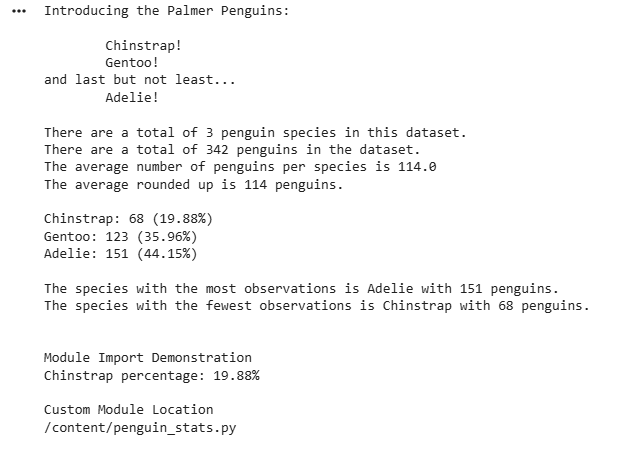 Introducing the Palmer Penguins:
Chinstrap!
Gentoo!
and last but not least...
Adelie!
There are a total of 3 penguin species in this dataset.
There are a total of 342 penguins in the dataset.
The average number of penguins per species is 114.0
The average rounded up is 114 penguins.
Chinstrap: 68 (19.88%)
Gentoo: 123 (35.96%)
Adelie: 151 (44.15%)
The species with the most observations is Adelie with 151 penguins.
The species with the fewest observations is Chinstrap with 68 penguins.
Module Import Demonstration
Chinstrap percentage: 19.88%
Custom Module Location
/content/penguin_stats.py